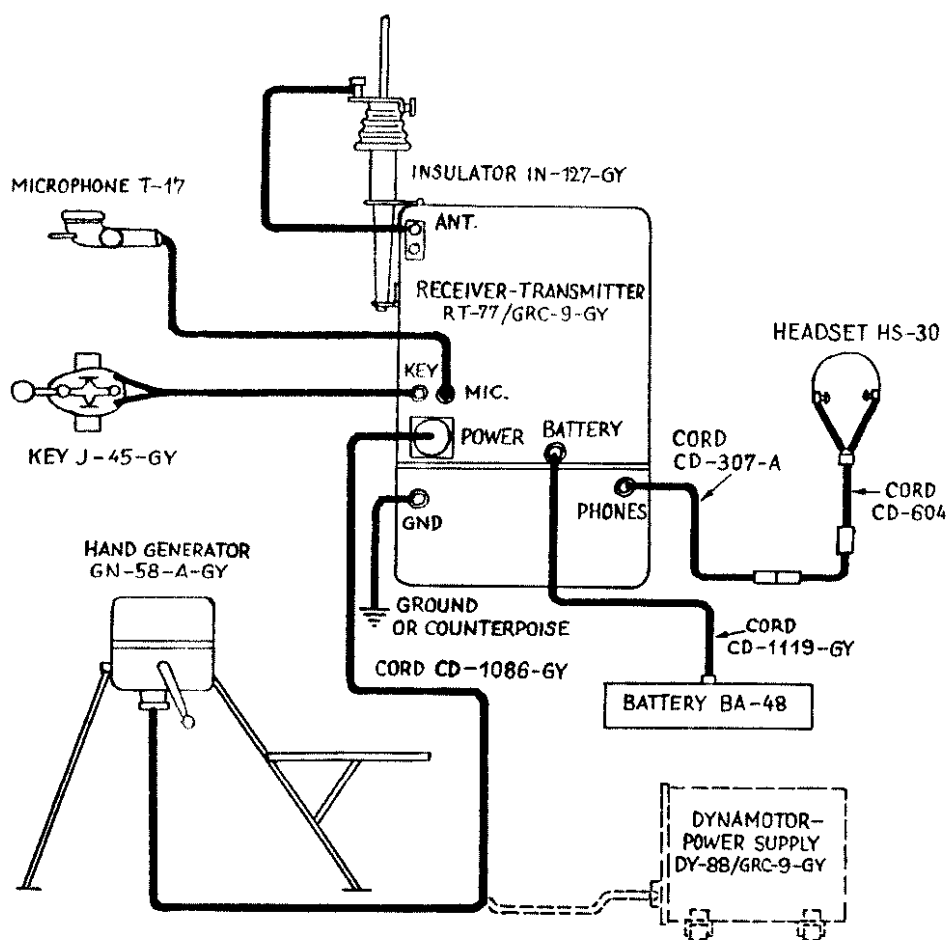 INSULATOR IN-127-GY
MICROPHONE T-17
ANT.
RECEIVER-TRANSMITTER
RT-77/GRC-9-GY
HEADSET HS-30
KEY
MIC.
KEY J-45-GY
POWER
BATTERY
CORD
CD-307-A
CORD
CD-604
PHONES
GND
HAND GENERATOR
GN-58-A-GY
GROUND
OR COUNTERPOISE
CORD
CD-1119-GY
CORD CD-1086-GY
BATTERY BA-48
DYNAMOTOR-
POWER SUPPLY
DY-88/GRC-9-GY